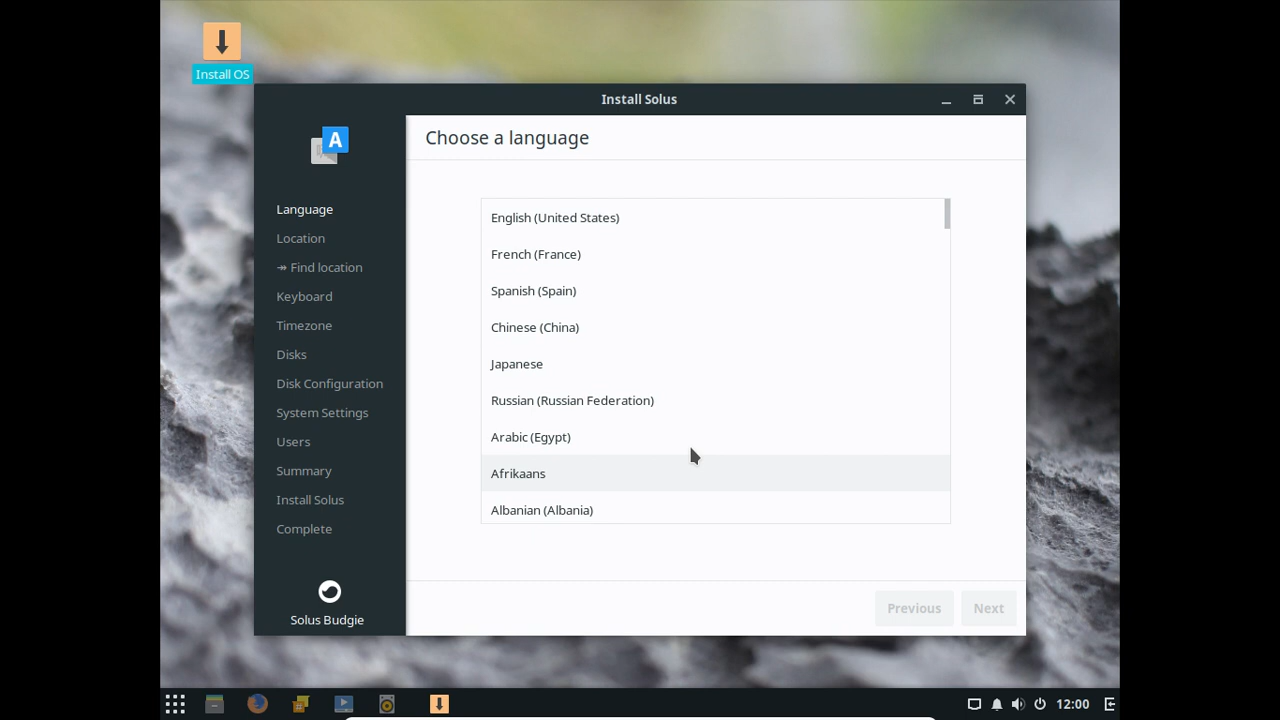 Install OS
Install Solus
A
Choose a language
Language
Location
↠ Find location
Keyboard
Timezone
Disks
Disk Configuration
System Settings
Users
Summary
Install Solus
Complete
Solus Budgie
English (United States)
French (France)
Spanish (Spain)
Chinese (China)
Japanese
Russian (Russian Federation)
Arabic (Egypt)
Afrikaans
Albanian (Albania)
Previous
Next
12:00